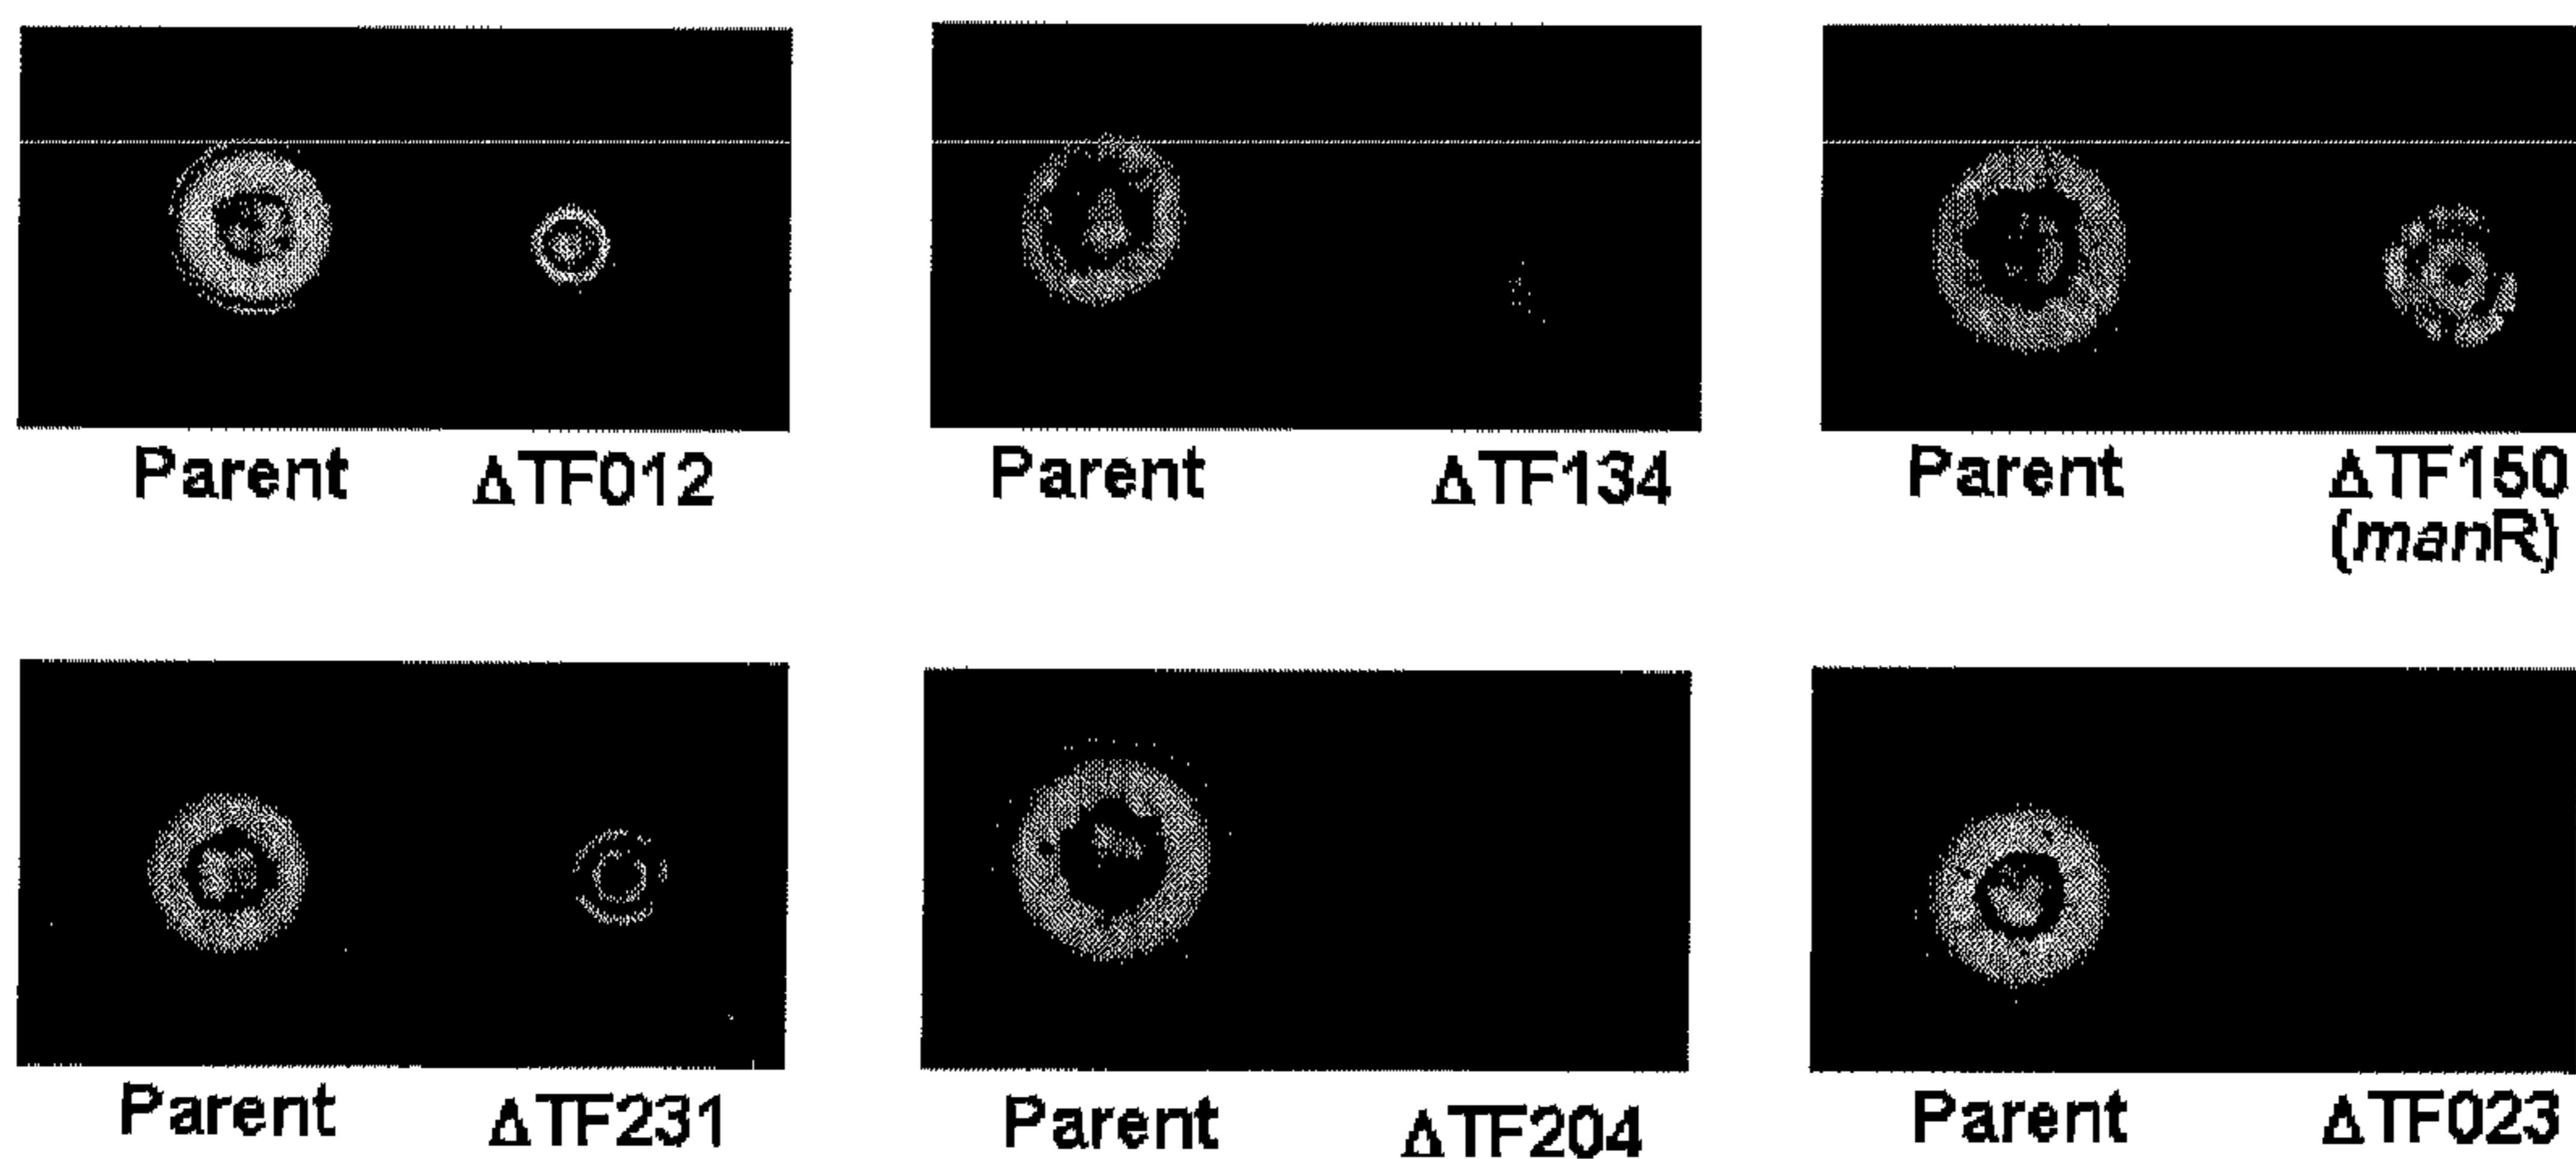 Parent ΔTF012 Parent ΔTF134 Parent ΔTF150
(manR)
Parent ΔTF231 Parent ΔTF204 Parent ΔTF023